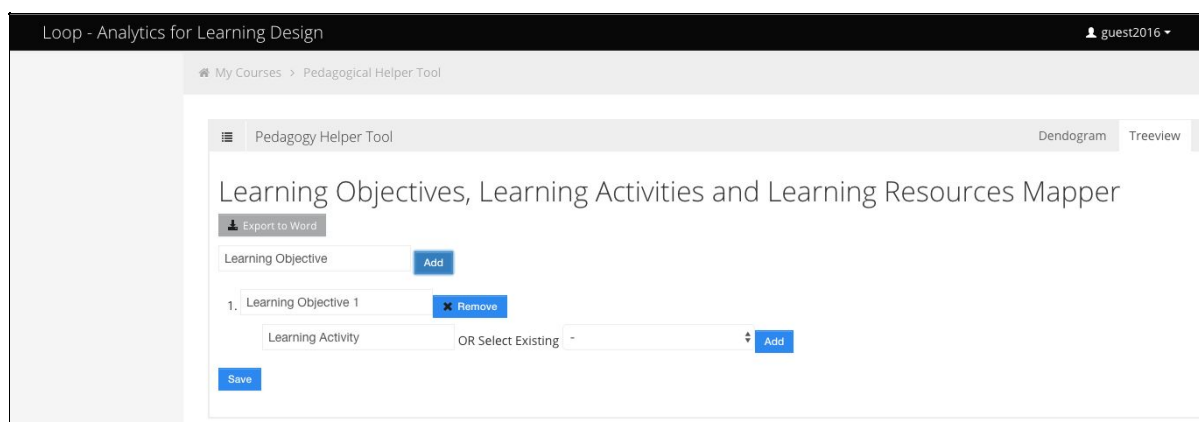 Loop - Analytics for Learning Design guest2016
My Courses > Pedagogical Helper Tool
Pedagogy Helper Tool Dendogram Treeview
Learning Objectives, Learning Activities and Learning Resources Mapper
Export to Word
Learning Objective Add
1. Learning Objective 1 Remove
Learning Activity OR Select Existing - Add
Save